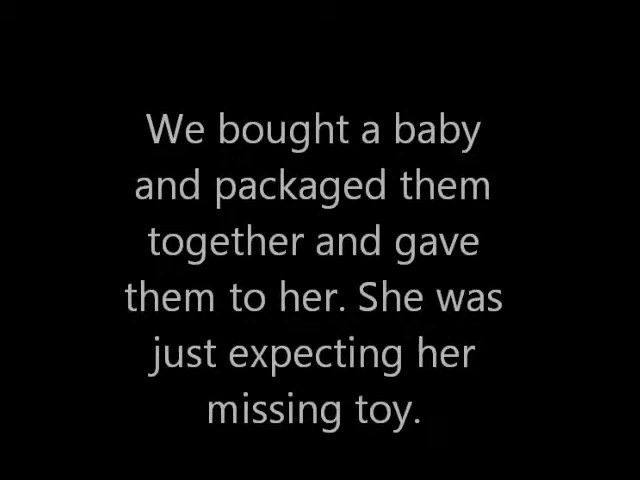 We bought a baby
and packaged them
together and gave
them to her. She was
just expecting her
missing toy.